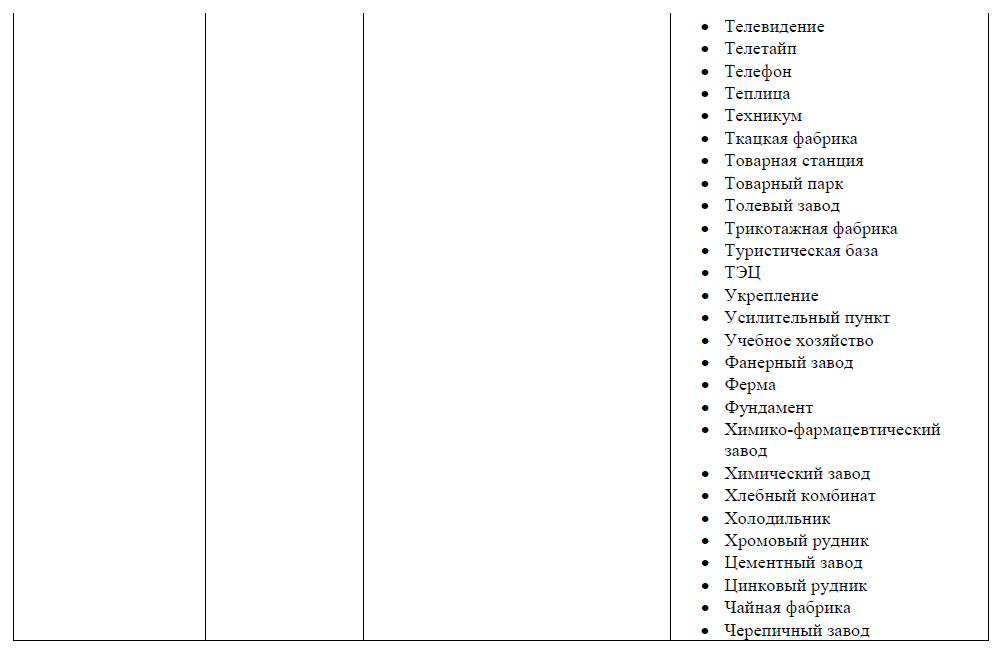 • Телевидение
• Телетайп
• Телефон
• Теплица
• Техникум
• Ткацкая фабрика
• Товарная станция
• Товарный парк
• Толевый завод
• Трикотажная фабрика
• Туристическая база
• ТЭЦ
• Укрепление
• Усилительный пункт
• Учебное хозяйство
• Фанерный завод
• Ферма
• Фундамент
• Химико-фармацевтический
завод
• Химический завод
• Хлебный комбинат
• Холодильник
• Хромовый рудник
• Цементный завод
• Цинковый рудник
• Чайная фабрика
• Черепичный завод